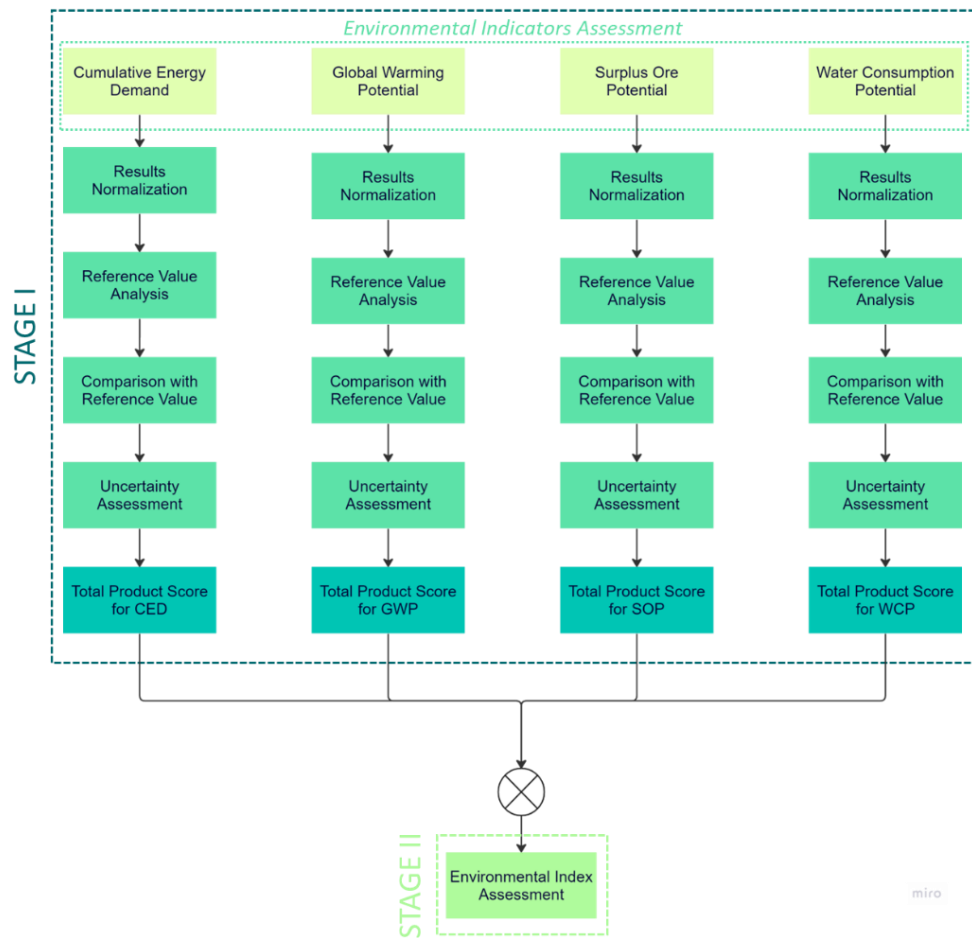 Environmental Indicators Assessment
Cumulative Energy
Demand
Global Warming
Potential
Surplus Ore
Potential
Water Consumption
Potential
Results
Normalization
Results
Normalization
Results
Normalization
Results
Normalization
Reference Value
Analysis
Reference Value
Analysis
Reference Value
Analysis
Reference Value
Analysis
STAGE I
Comparison with
Reference Value
Comparison with
Reference Value
Comparison with
Reference Value
Comparison with
Reference Value
Uncertainty
Assessment
Uncertainty
Assessment
Uncertainty
Assessment
Uncertainty
Assessment
Total Product Score
for CED
Total Product Score
for GWP
Total Product Score
for SOP
Total Product Score
for WCP
STAGE II
Environmental Index
Assessment
miro